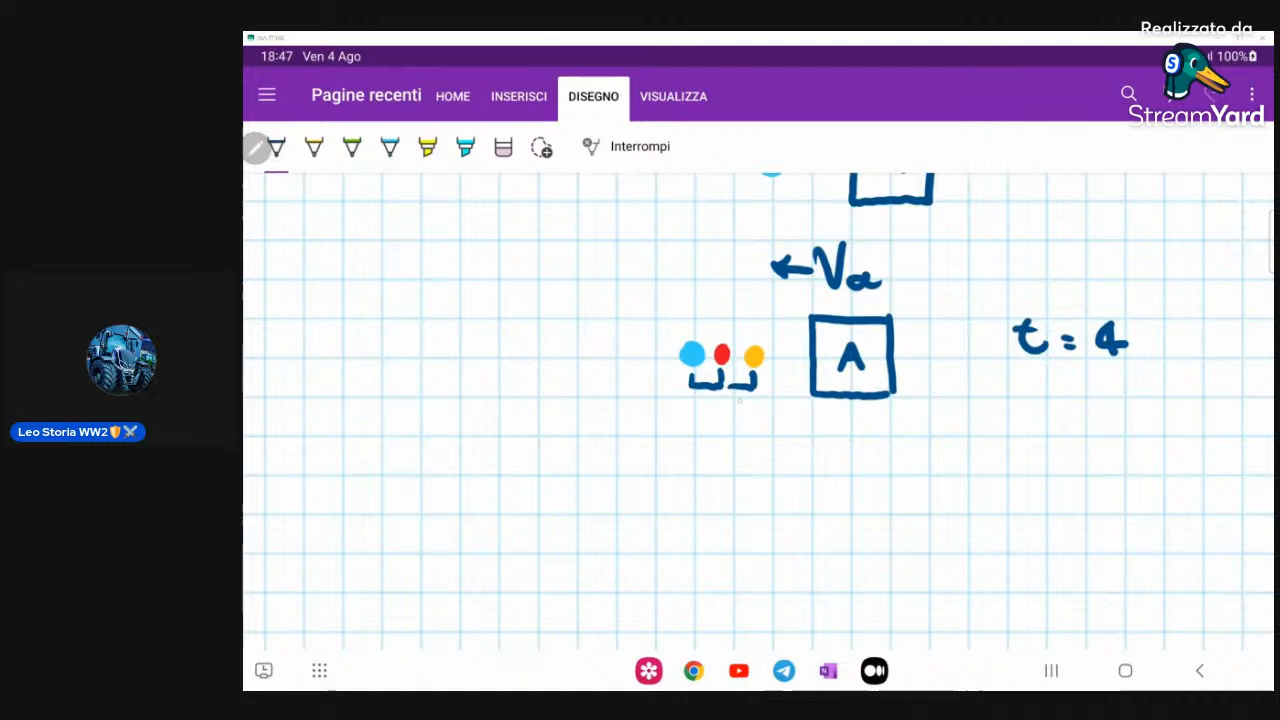 Realizzato da
StreamYard
18:47 Ven 4 Ago
100%
Pagine recenti HOME INSERISCI DISEGNO VISUALIZZA
Interrompi
← Va
A
t = 4
Leo Storia WW2